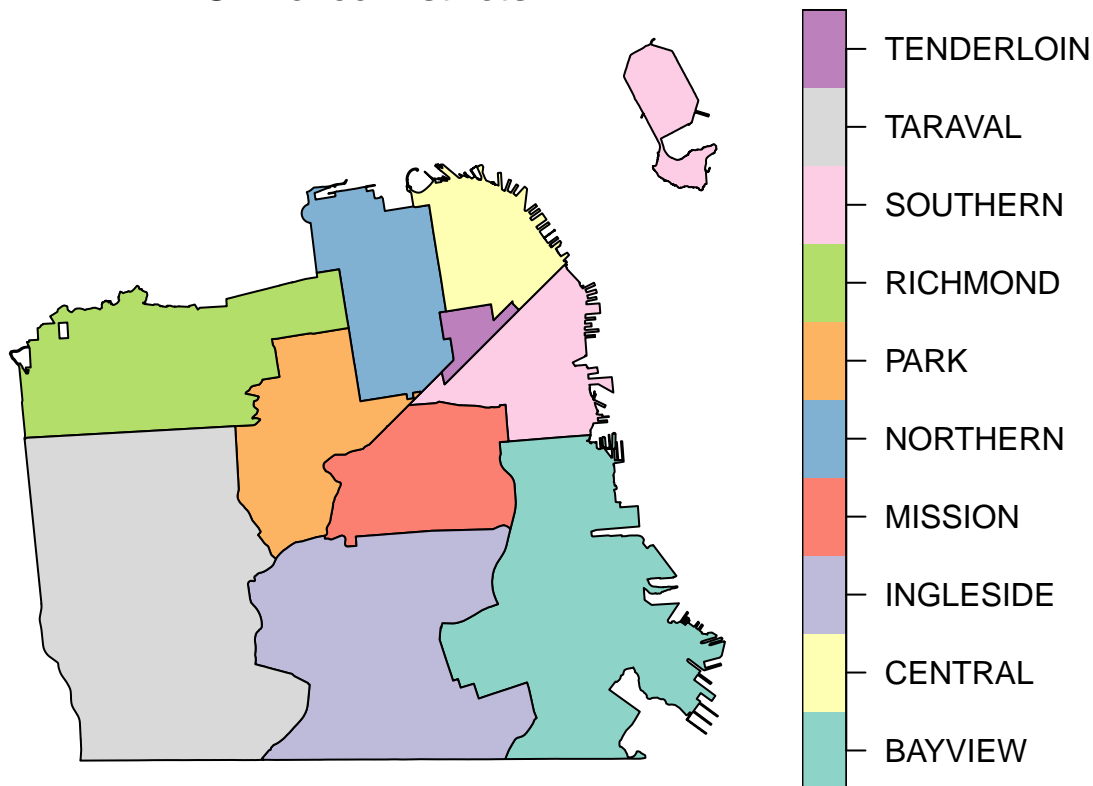 TENDERLOIN
TARAVAL
SOUTHERN
RICHMOND
PARK
NORTHERN
MISSION
INGLESIDE
CENTRAL
BAYVIEW